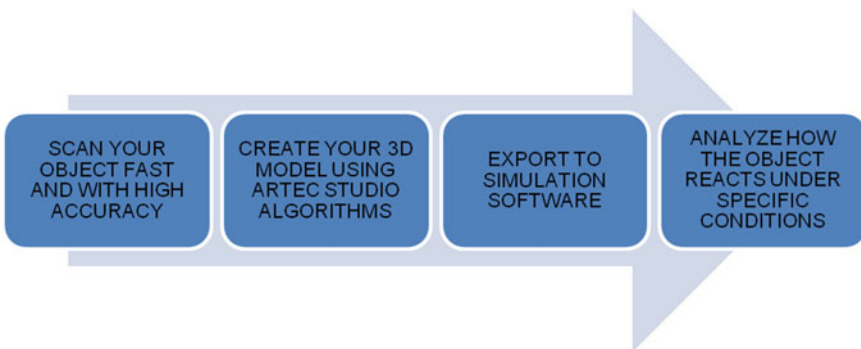 SCAN YOUR
OBJECT FAST
AND WITH HIGH
ACCURACY
CREATE YOUR 3D
MODEL USING
ARTEC STUDIO
ALGORITHMS
EXPORT TO
SIMULATION
SOFTWARE
ANALYZE HOW
THE OBJECT
REACTS UNDER
SPECIFIC
CONDITIONS